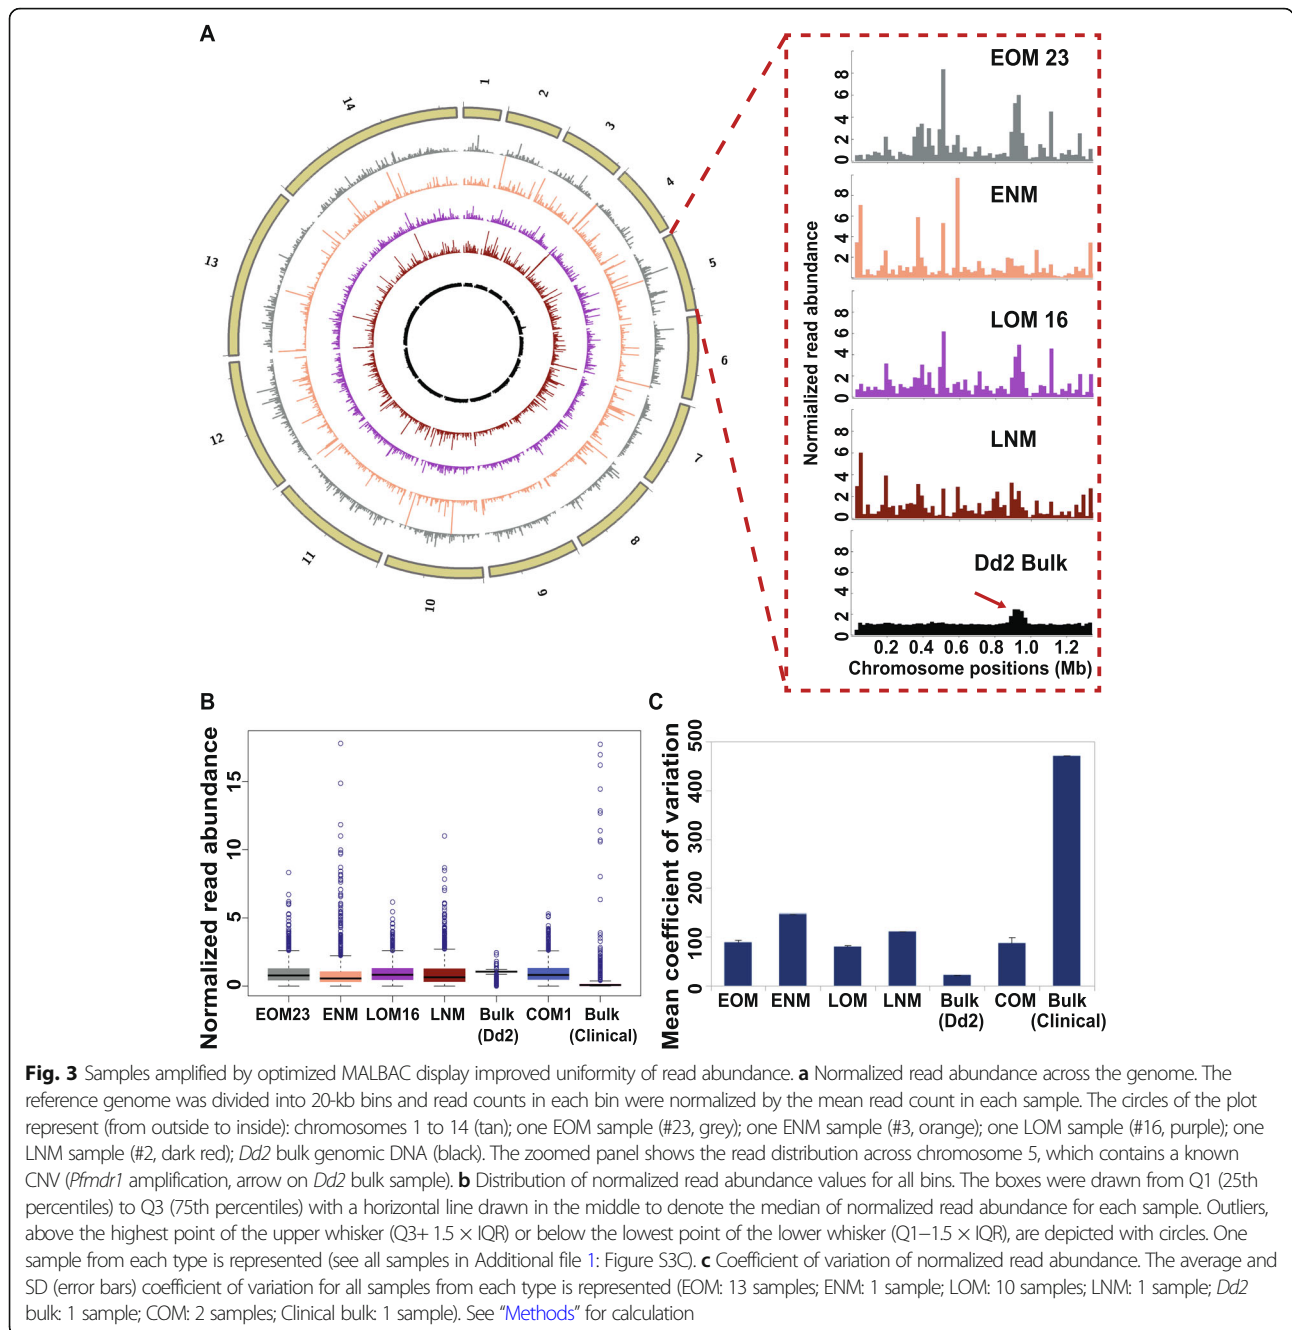 A
1
2
3
4
5
6
7
8
9
10
11
12
13
14
EOM 23
0 2 4 6 8
ENM
2 4 6 8
LOM 16
0 2 4 6 8
LNM
0 2 4 6 8
Dd2 Bulk
0 2 4 6 8
Normialized read abundance
0.2 0.4 0.6 0.8 1.0 1.2
Chromosome positions (Mb)
B
Normalized read abundance
0 5 10 15
EOM23 ENM LOM16 LNM Bulk COM1 Bulk
(Dd2) (Clinical)
C
Mean coefficient of variation
0 100 200 300 400 500
EOM ENM LOM LNM Bulk COM Bulk
(Dd2) (Clinical)
Fig. 3 Samples amplified by optimized MALBAC display improved uniformity of read abundance. a Normalized read abundance across the genome. The
reference genome was divided into 20-kb bins and read counts in each bin were normalized by the mean read count in each sample. The circles of the plot
represent (from outside to inside): chromosomes 1 to 14 (tan); one EOM sample (#23, grey); one ENM sample (#3, orange); one LOM sample (#16, purple); one
LNM sample (#2, dark red); Dd2 bulk genomic DNA (black). The zoomed panel shows the read distribution across chromosome 5, which contains a known
CNV (Pfmdr1 amplification, arrow on Dd2 bulk sample). b Distribution of normalized read abundance values for all bins. The boxes were drawn from Q1 (25th
percentiles) to Q3 (75th percentiles) with a horizontal line drawn in the middle to denote the median of normalized read abundance for each sample. Outliers,
above the highest point of the upper whisker (Q3+ 1.5 × IQR) or below the lowest point of the lower whisker (Q1−1.5 × IQR), are depicted with circles. One
sample from each type is represented (see all samples in Additional file 1: Figure S3C). c Coefficient of variation of normalized read abundance. The average and
SD (error bars) coefficient of variation for all samples from each type is represented (EOM: 13 samples; ENM: 1 sample; LOM: 10 samples; LNM: 1 sample; Dd2
bulk: 1 sample; COM: 2 samples; Clinical bulk: 1 sample). See “Methods” for calculation